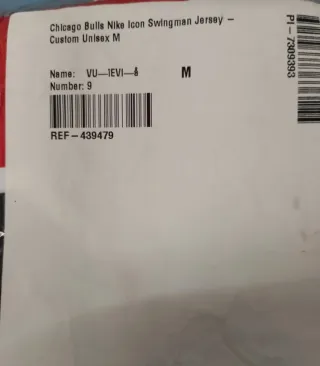 Chicago Bulls Nike Icon Swingman Jersey –
Custom Unisex M
Name: M
Number: 9
REF–439479
PI–7309393